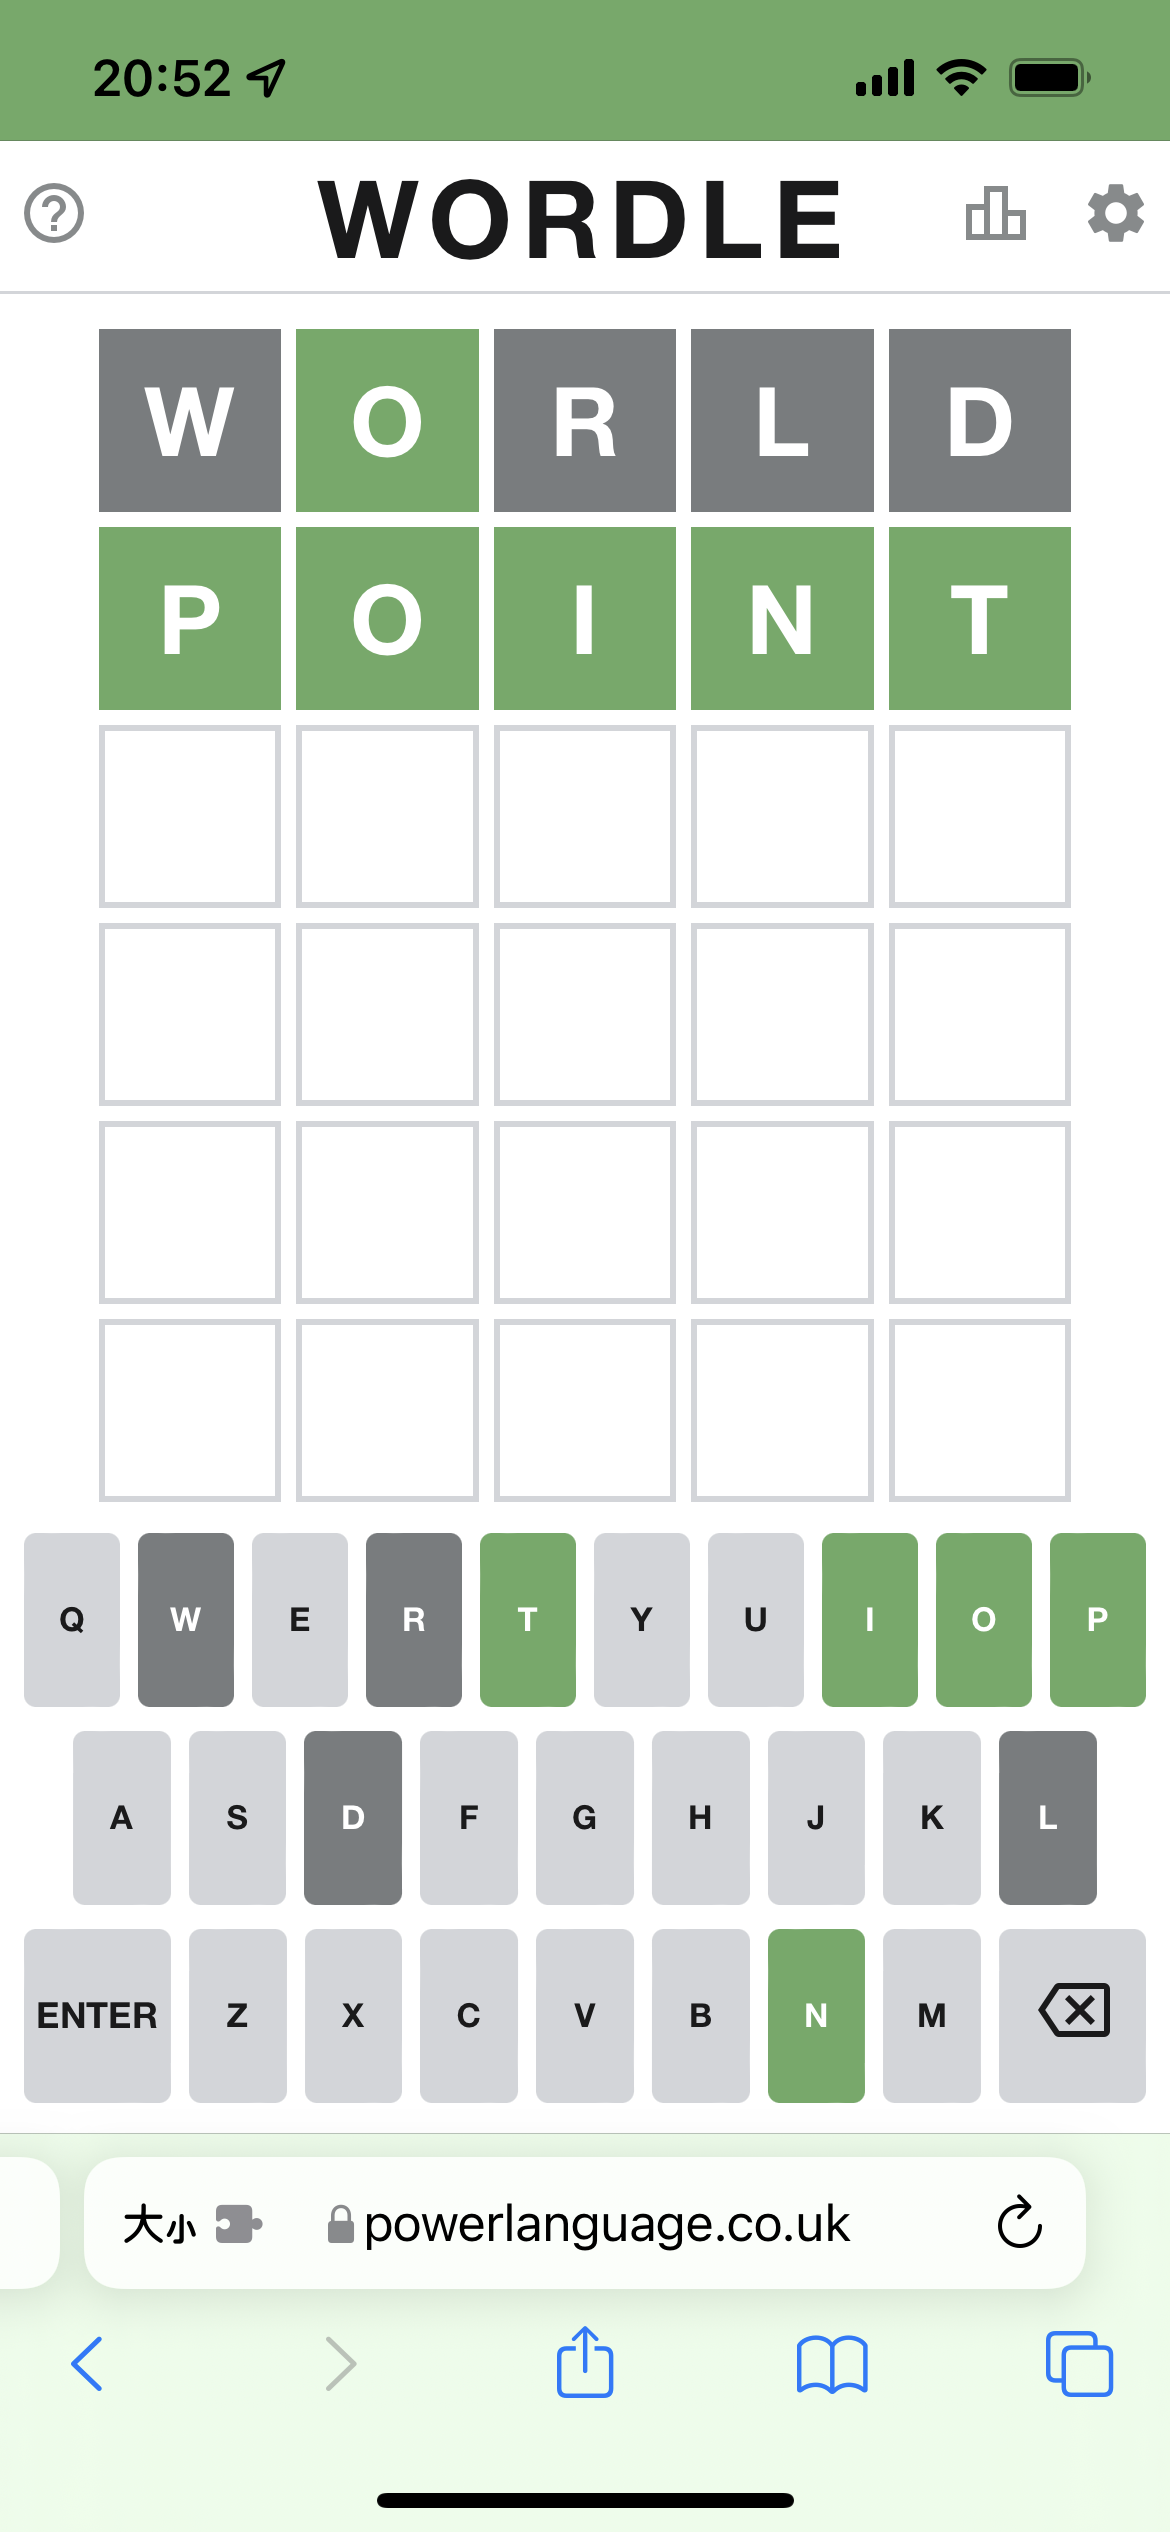 20:52
WORDLE
W O R L D
P O I N T
Q W E R T Y U I O P
A S D F G H J K L
ENTER Z X C V B N M
大小 powerlanguage.co.uk